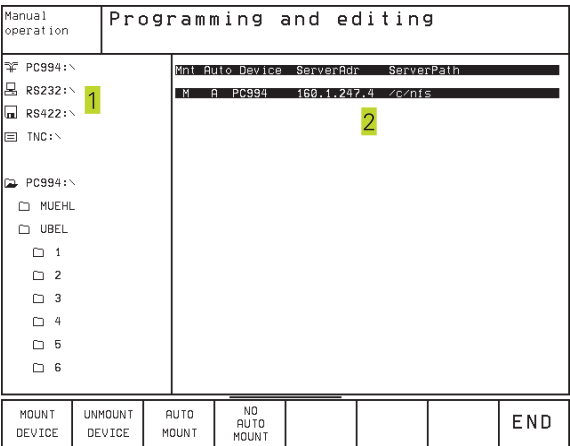 Manual
operation
Programming and editing
PC994:\
RS232:\
RS422:\
TNC:\
1
PC994:\
MUEHL
UBEL
1
2
3
4
5
6
Mnt Auto Device ServerAdr ServerPath
M A PC994 160.1.247.4 /c/nfs
2
MOUNT
DEVICE
UNMOUNT
DEVICE
AUTO
MOUNT
NO
AUTO
MOUNT
END